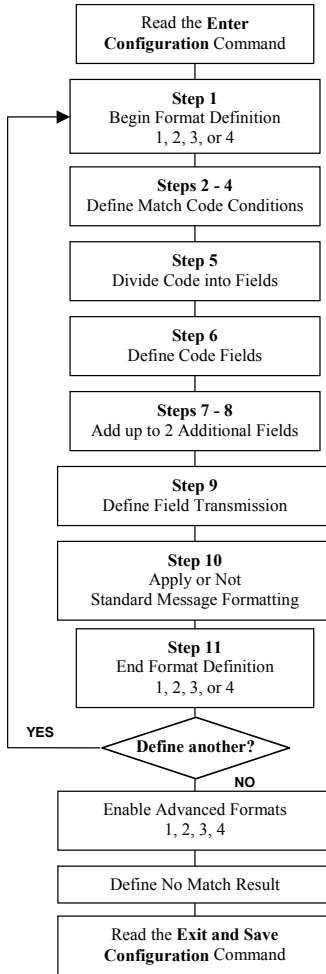 Read the Enter
Configuration Command
Step 1
Begin Format Definition
1, 2, 3, or 4
Steps 2 - 4
Define Match Code Conditions
Step 5
Divide Code into Fields
Step 6
Define Code Fields
Steps 7 - 8
Add up to 2 Additional Fields
Step 9
Define Field Transmission
Step 10
Apply or Not
Standard Message Formatting
Step 11
End Format Definition
1, 2, 3, or 4
YES
Define another?
NO
Enable Advanced Formats
1, 2, 3, 4
Define No Match Result
Read the Exit and Save
Configuration Command